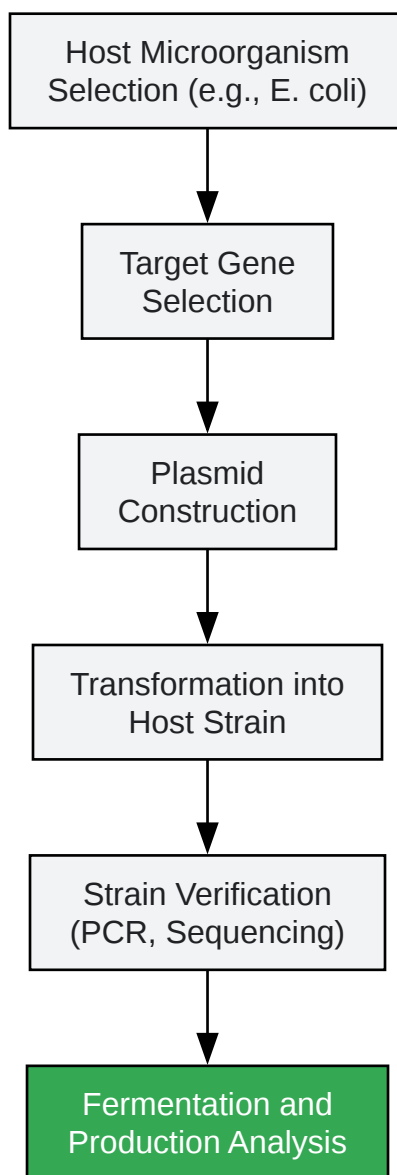 Host Microorganism
Selection (e.g., E. coli)
Target Gene
Selection
Plasmid
Construction
Transformation into
Host Strain
Strain Verification
(PCR, Sequencing)
Fermentation and
Production Analysis